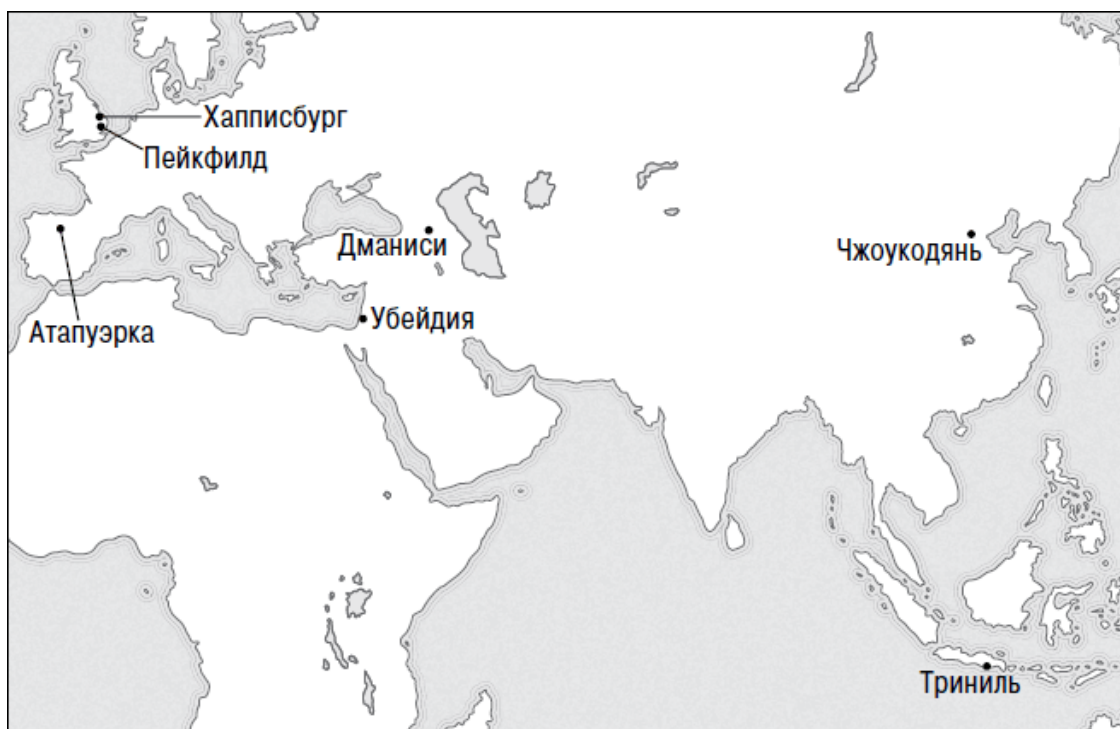 Хапписбург
Пейкфилд
Дманиси
Чжоукодянь
Атапуэрка
Убейдия
Триниль